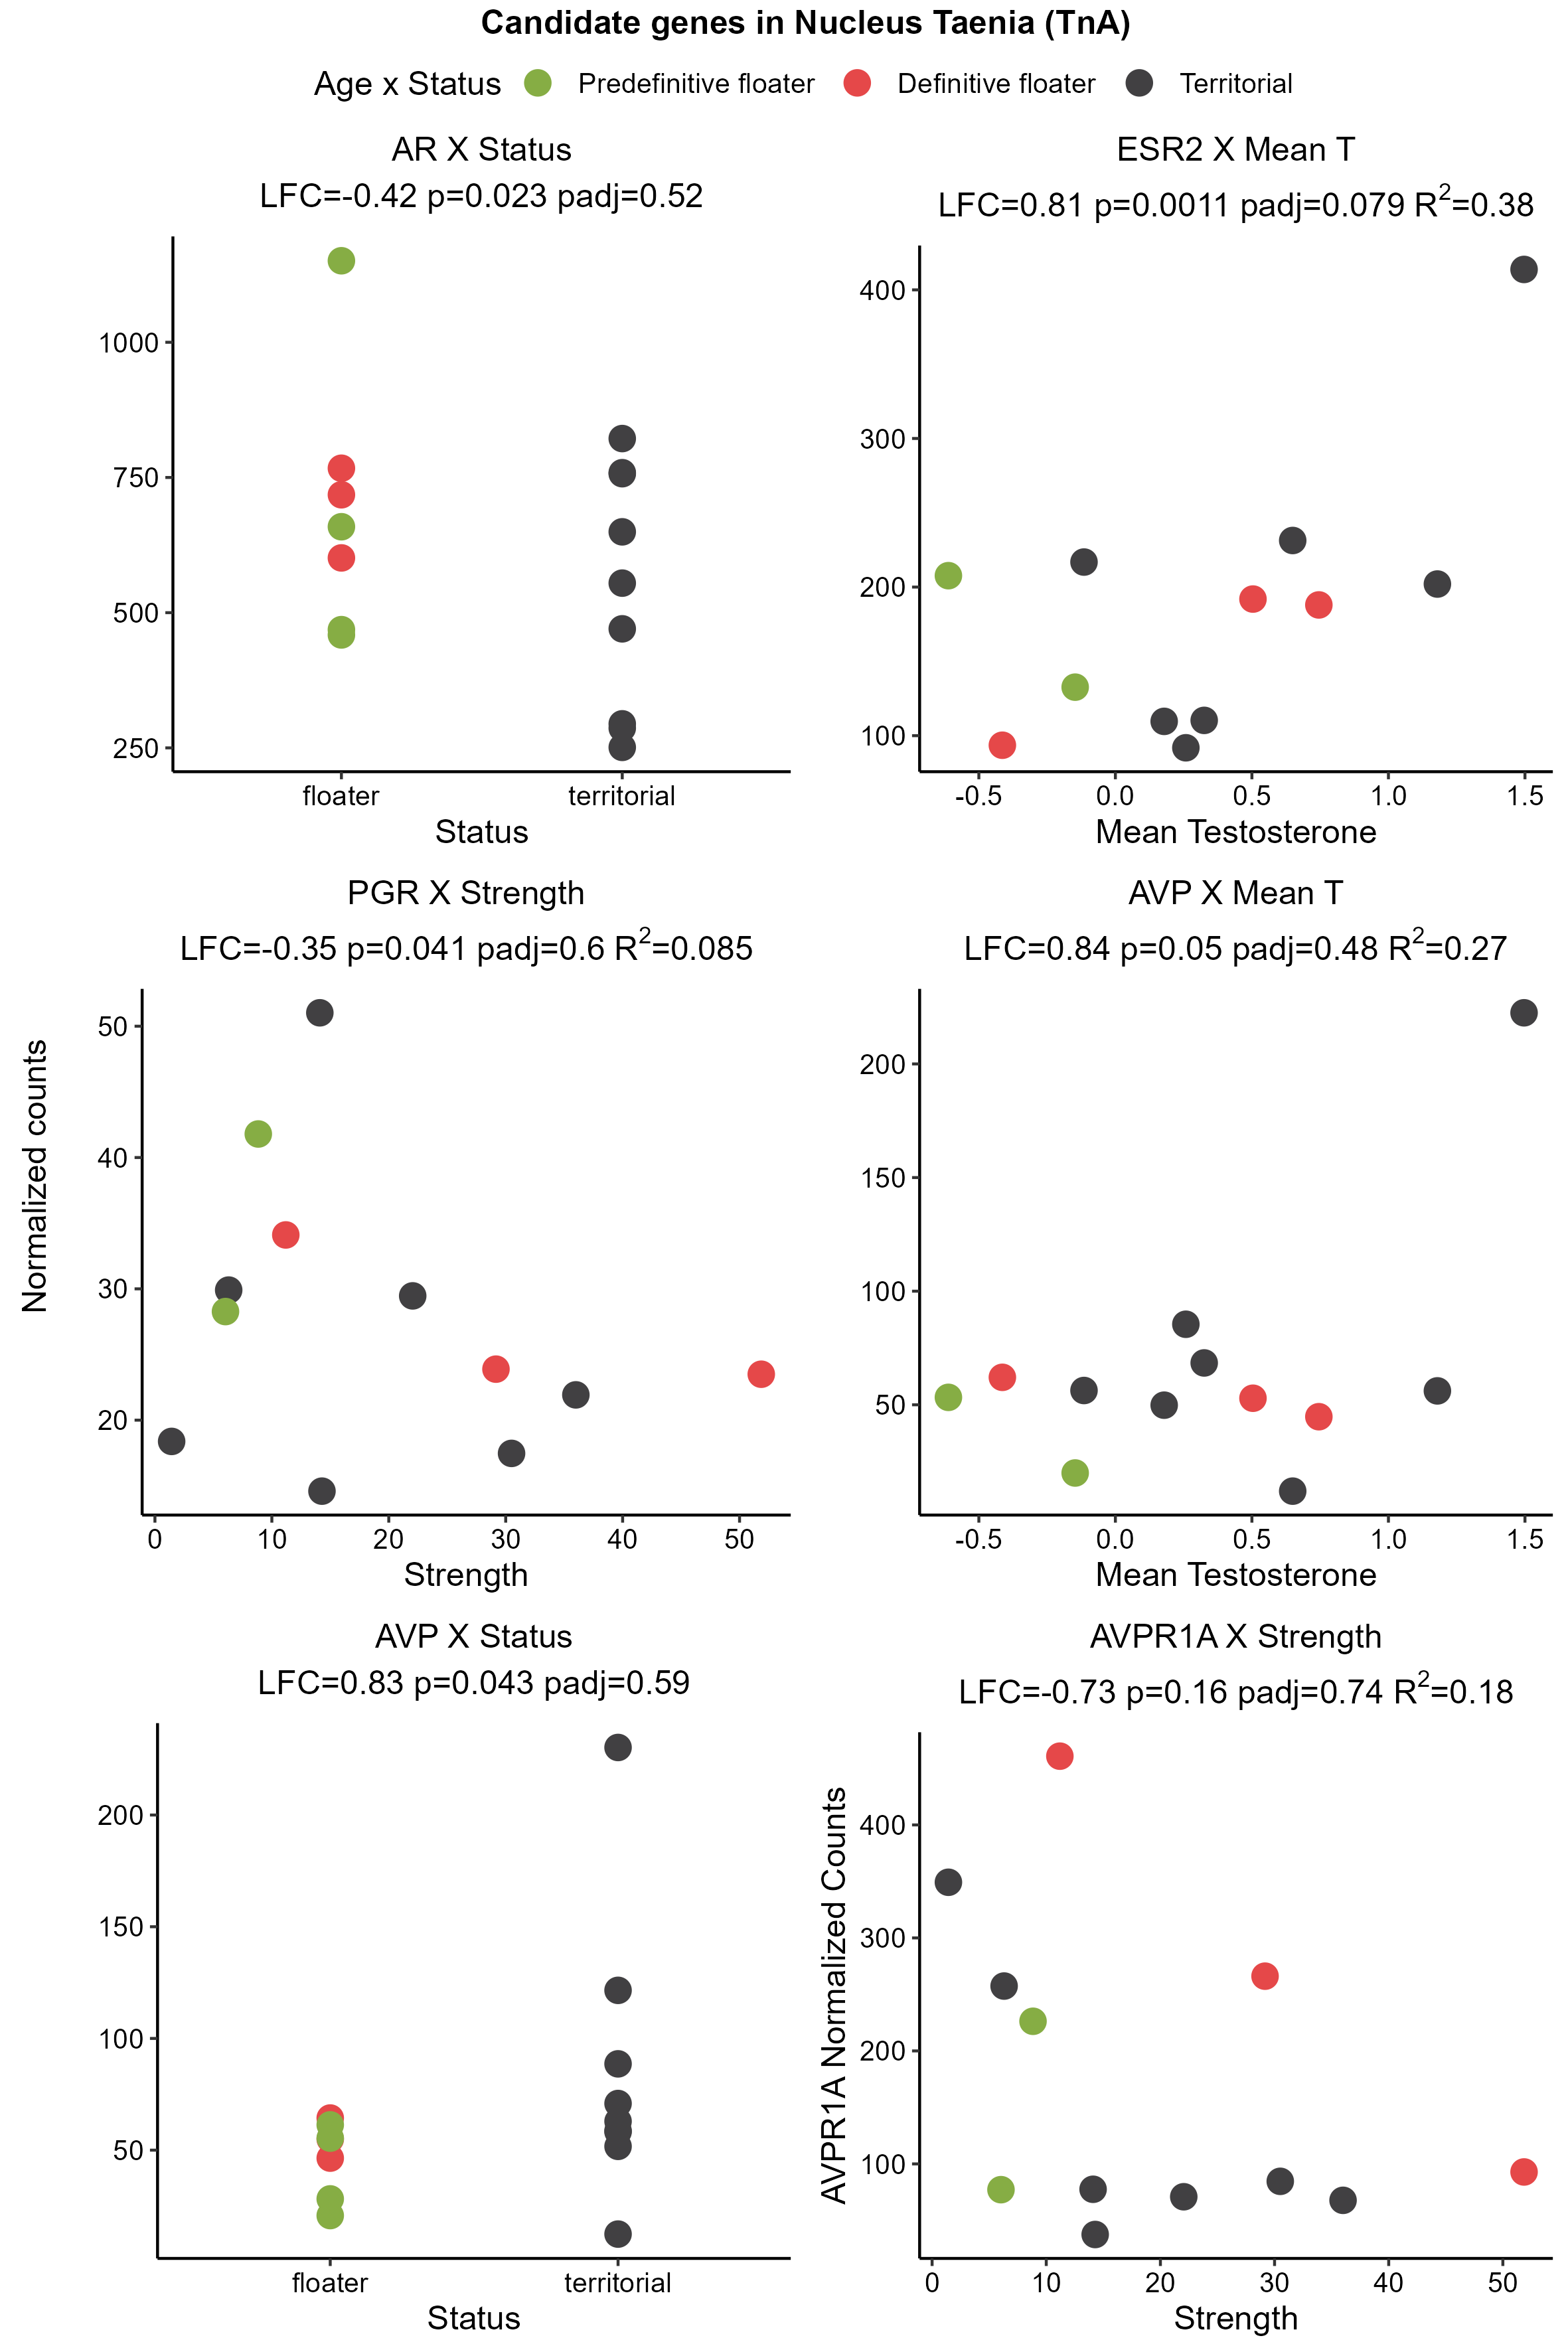 Candidate genes in Nucleus Taenia (TnA)
Age x Status Predefinitive floater Definitive floater Territorial
AR X Status
LFC=-0.42 p=0.023 padj=0.52
1000
750
500
250
floater territorial
Status
ESR2 X Mean T
LFC=0.81 p=0.0011 padj=0.079 R²=0.38
400
300
200
100
-0.5 0.0 0.5 1.0 1.5
Mean Testosterone
Normalized counts
PGR X Strength
LFC=-0.35 p=0.041 padj=0.6 R²=0.085
50
40
30
20
0 10 20 30 40 50
Strength
AVP X Mean T
LFC=0.84 p=0.05 padj=0.48 R²=0.27
200
150
100
50
-0.5 0.0 0.5 1.0 1.5
Mean Testosterone
AVP X Status
LFC=0.83 p=0.043 padj=0.59
200
150
100
50
floater territorial
Status
AVPR1A X Strength
LFC=-0.73 p=0.16 padj=0.74 R²=0.18
AVPR1A Normalized Counts
400
300
200
100
0 10 20 30 40 50
Strength